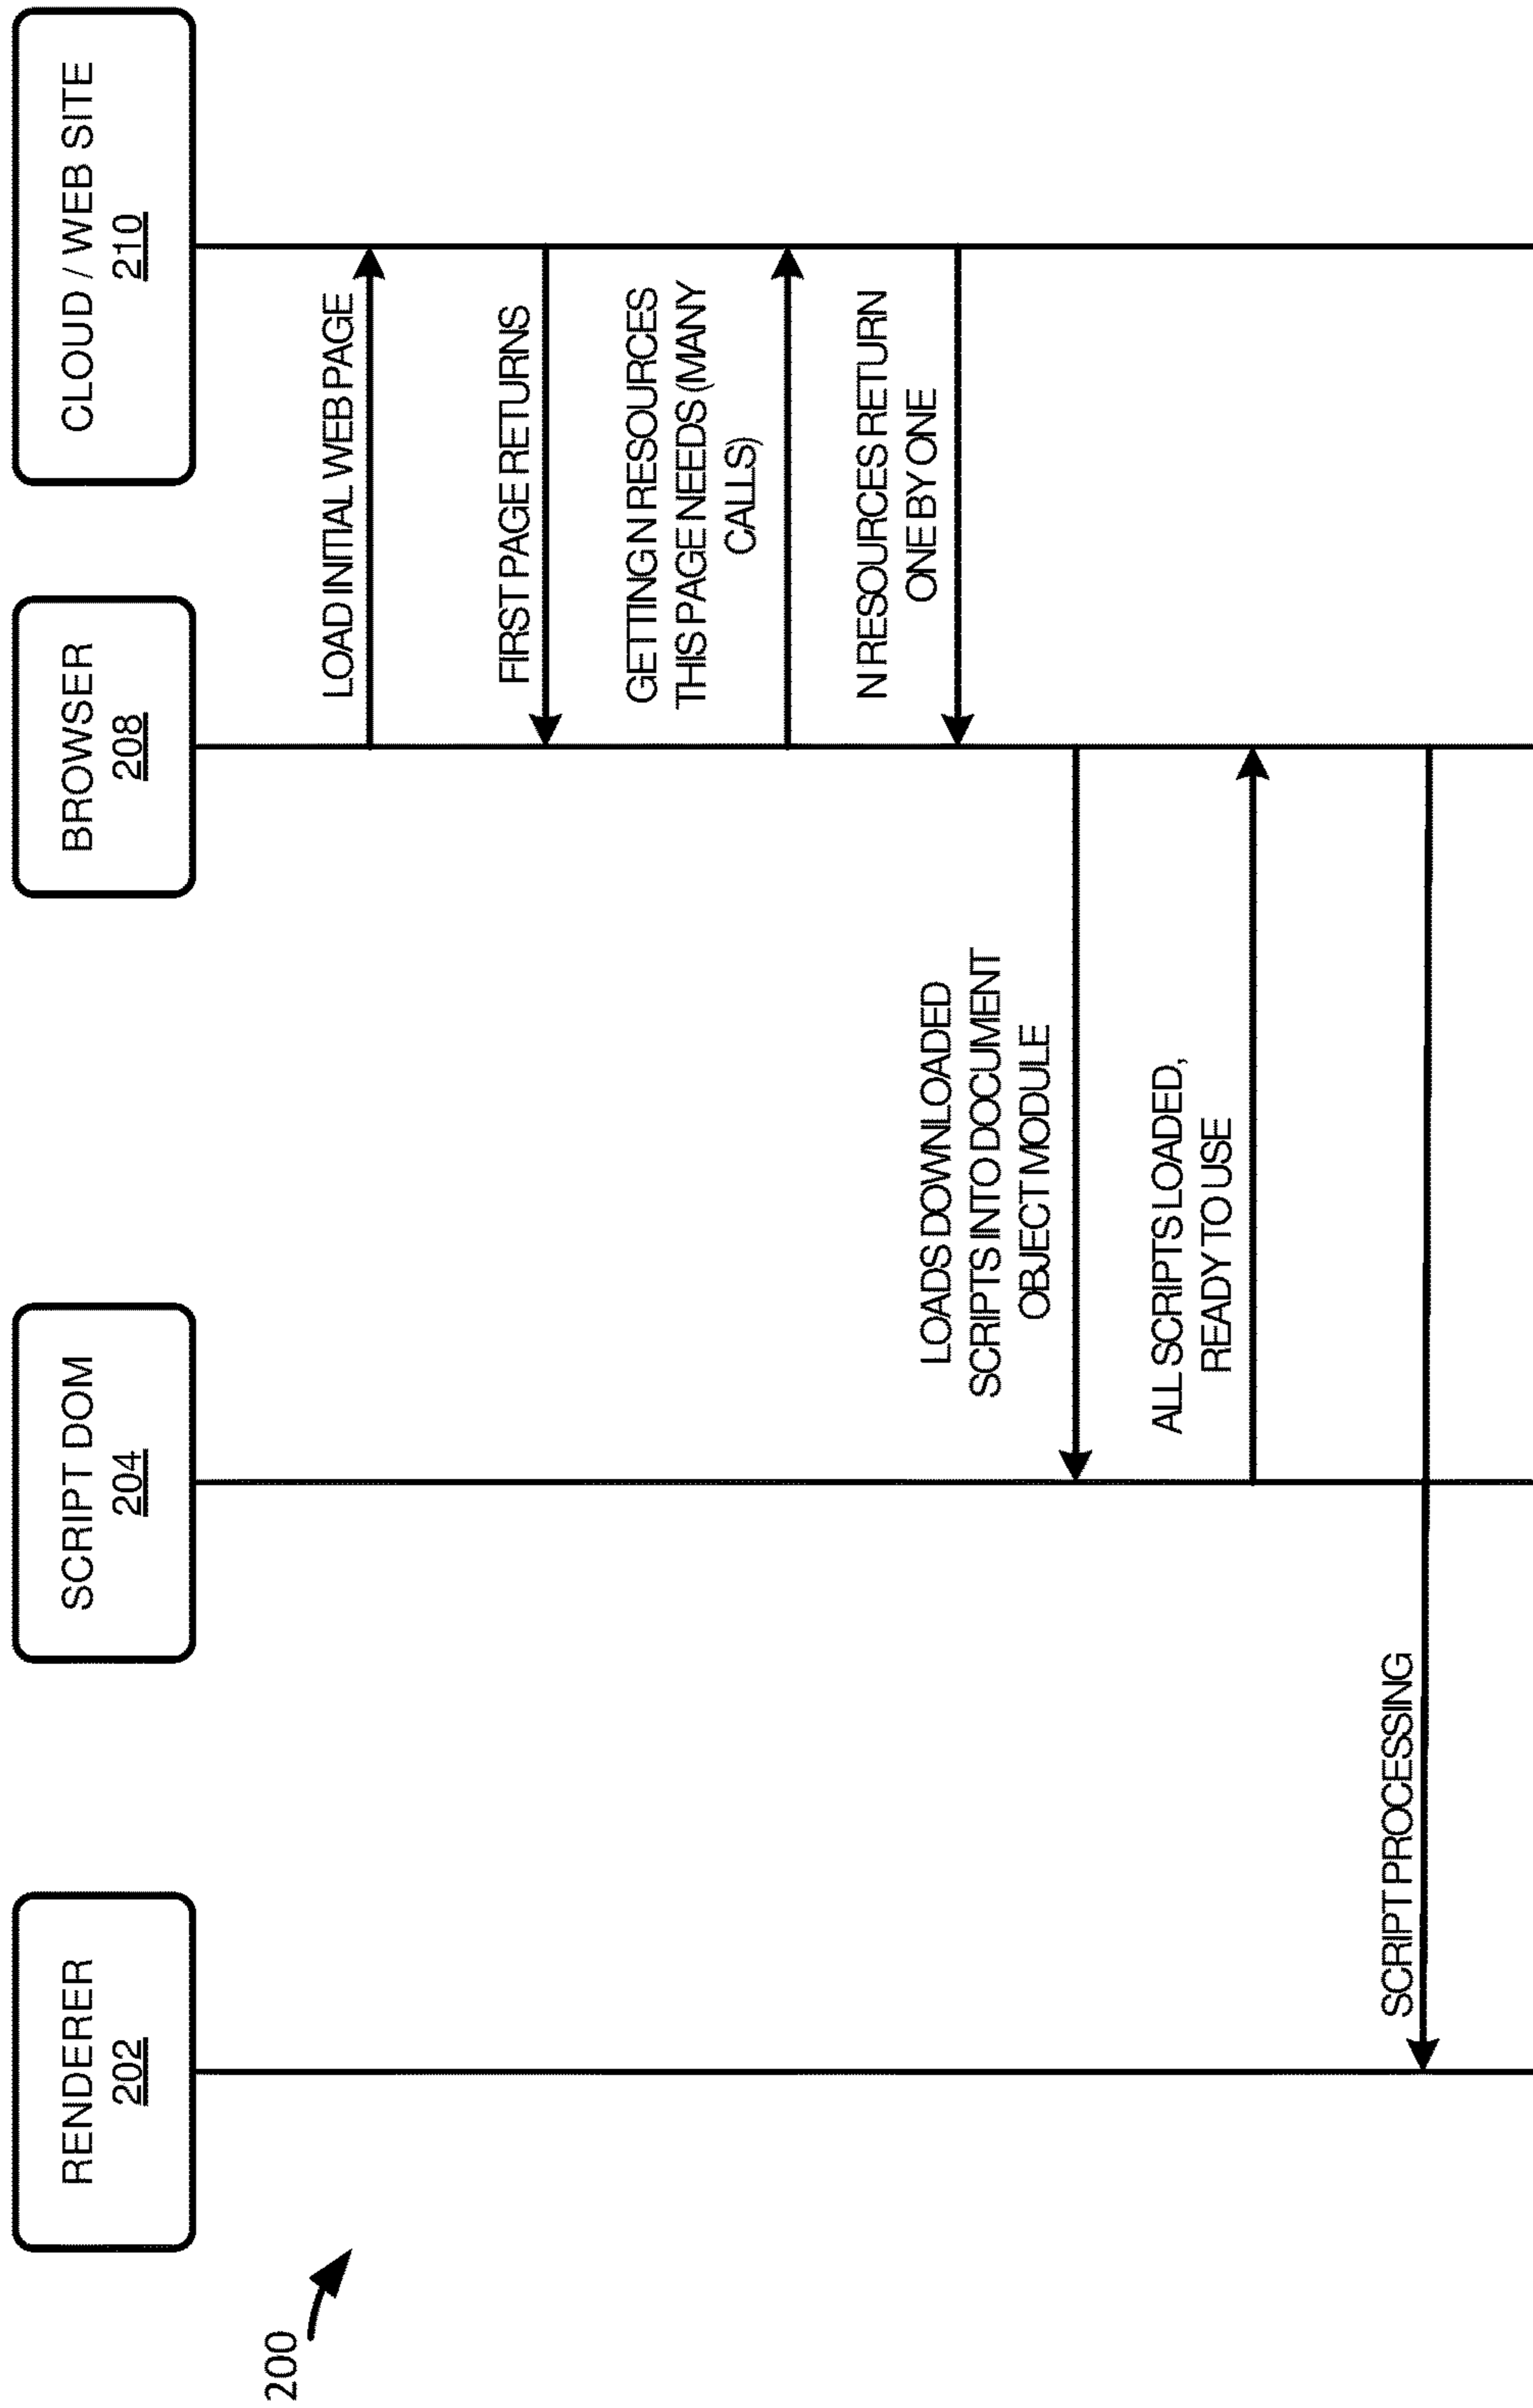 200
RENDERER
202
SCRIPT DOM
204
BROWSER
208
CLOUD / WEB SITE
210
LOAD INITIAL WEB PAGE
FIRST PAGE RETURNS
GETTING N RESOURCES
THIS PAGE NEEDS (MANY
CALLS)
N RESOURCES RETURN
ONE BY ONE
LOADS DOWNLOADED
SCRIPTS INTO DOCUMENT
OBJECT MODULE
ALL SCRIPTS LOADED,
READY TO USE
SCRIPT PROCESSING